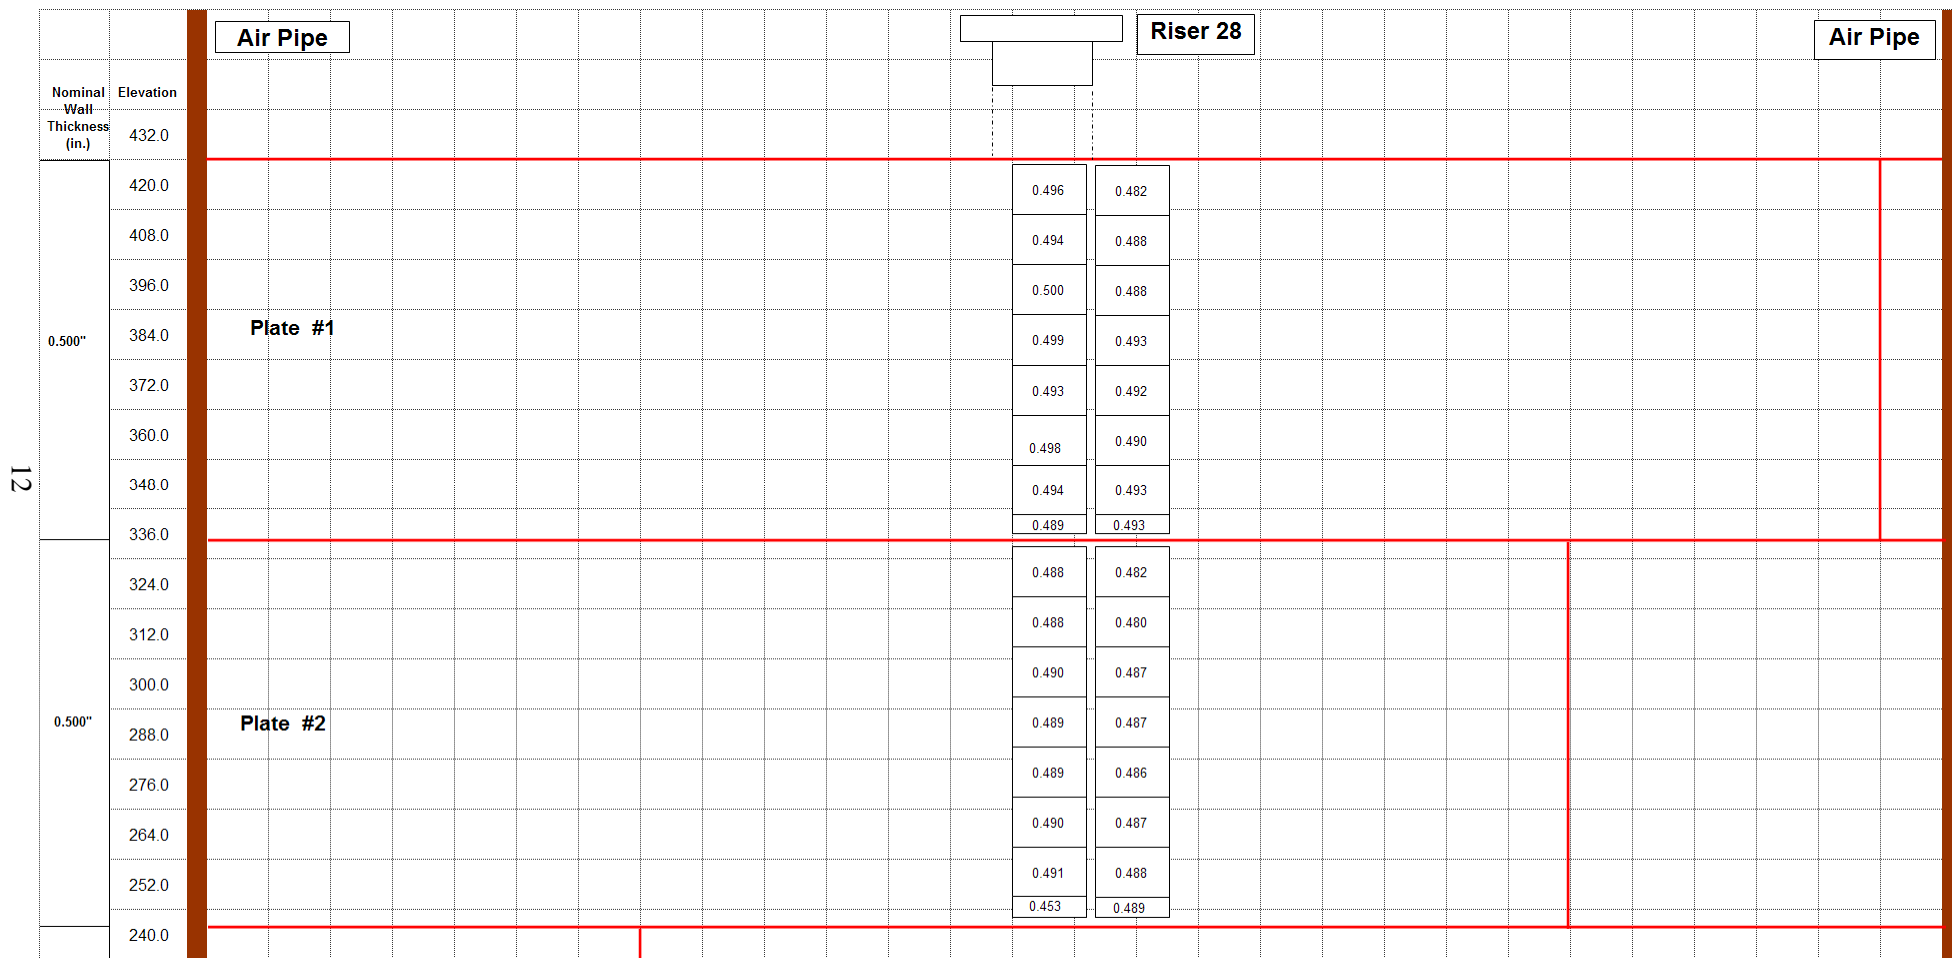 Air Pipe
Riser 28
Air Pipe
Nominal
Wall
Thickness
(in.)
Elevation
432.0
420.0 0.496 0.482
408.0 0.494 0.488
396.0 0.500 0.488
Plate #1
0.500" 384.0 0.499 0.493
372.0 0.493 0.492
360.0 0.498 0.490
12
348.0 0.494 0.493
336.0 0.489 0.493
324.0 0.488 0.482
312.0 0.488 0.480
300.0 0.490 0.487
0.500" Plate #2
288.0 0.489 0.487
276.0 0.489 0.486
264.0 0.490 0.487
252.0 0.491 0.488
0.453 0.489
240.0